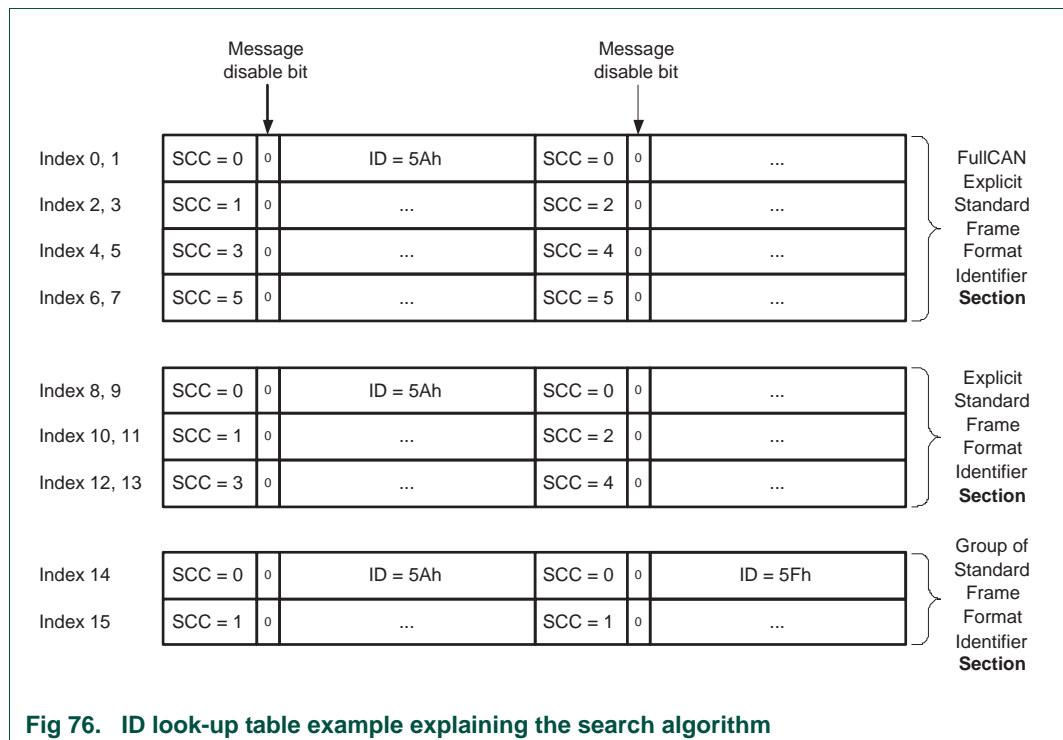 Message
disable bit
Message
disable bit
Index 0, 1
SCC = 0
0
ID = 5Ah
SCC = 0
0
...
Index 2, 3
SCC = 1
0
...
SCC = 2
0
...
Index 4, 5
SCC = 3
0
...
SCC = 4
0
...
Index 6, 7
SCC = 5
0
...
SCC = 5
0
...
FullCAN
Explicit
Standard
Frame
Format
Identifier
Section
Index 8, 9
SCC = 0
0
ID = 5Ah
SCC = 0
0
...
Index 10, 11
SCC = 1
0
...
SCC = 2
0
...
Index 12, 13
SCC = 3
0
...
SCC = 4
0
...
Explicit
Standard
Frame
Format
Identifier
Section
Index 14
SCC = 0
0
ID = 5Ah
SCC = 0
0
ID = 5Fh
Index 15
SCC = 1
0
...
SCC = 1
0
...
Group of
Standard
Frame
Format
Identifier
Section
Fig 76. ID look-up table example explaining the search algorithm